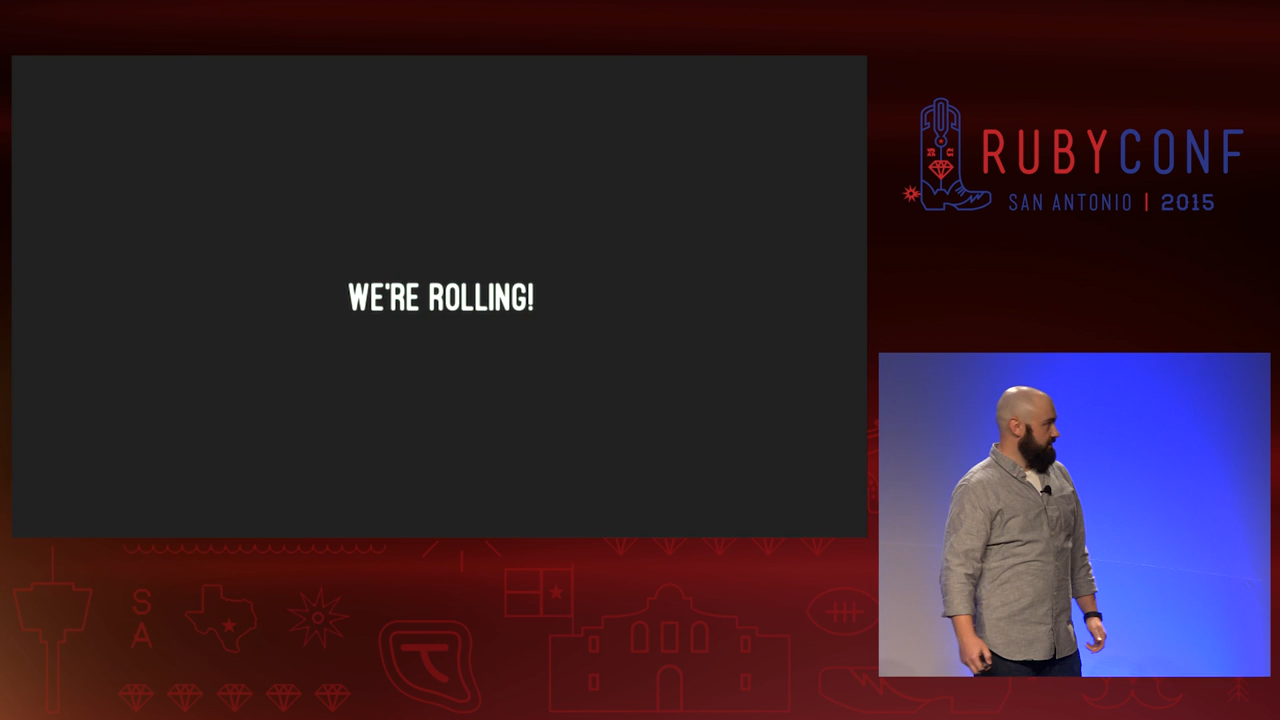 WE'RE ROLLING!
RUBYCONF
SAN ANTONIO | 2015
S
A